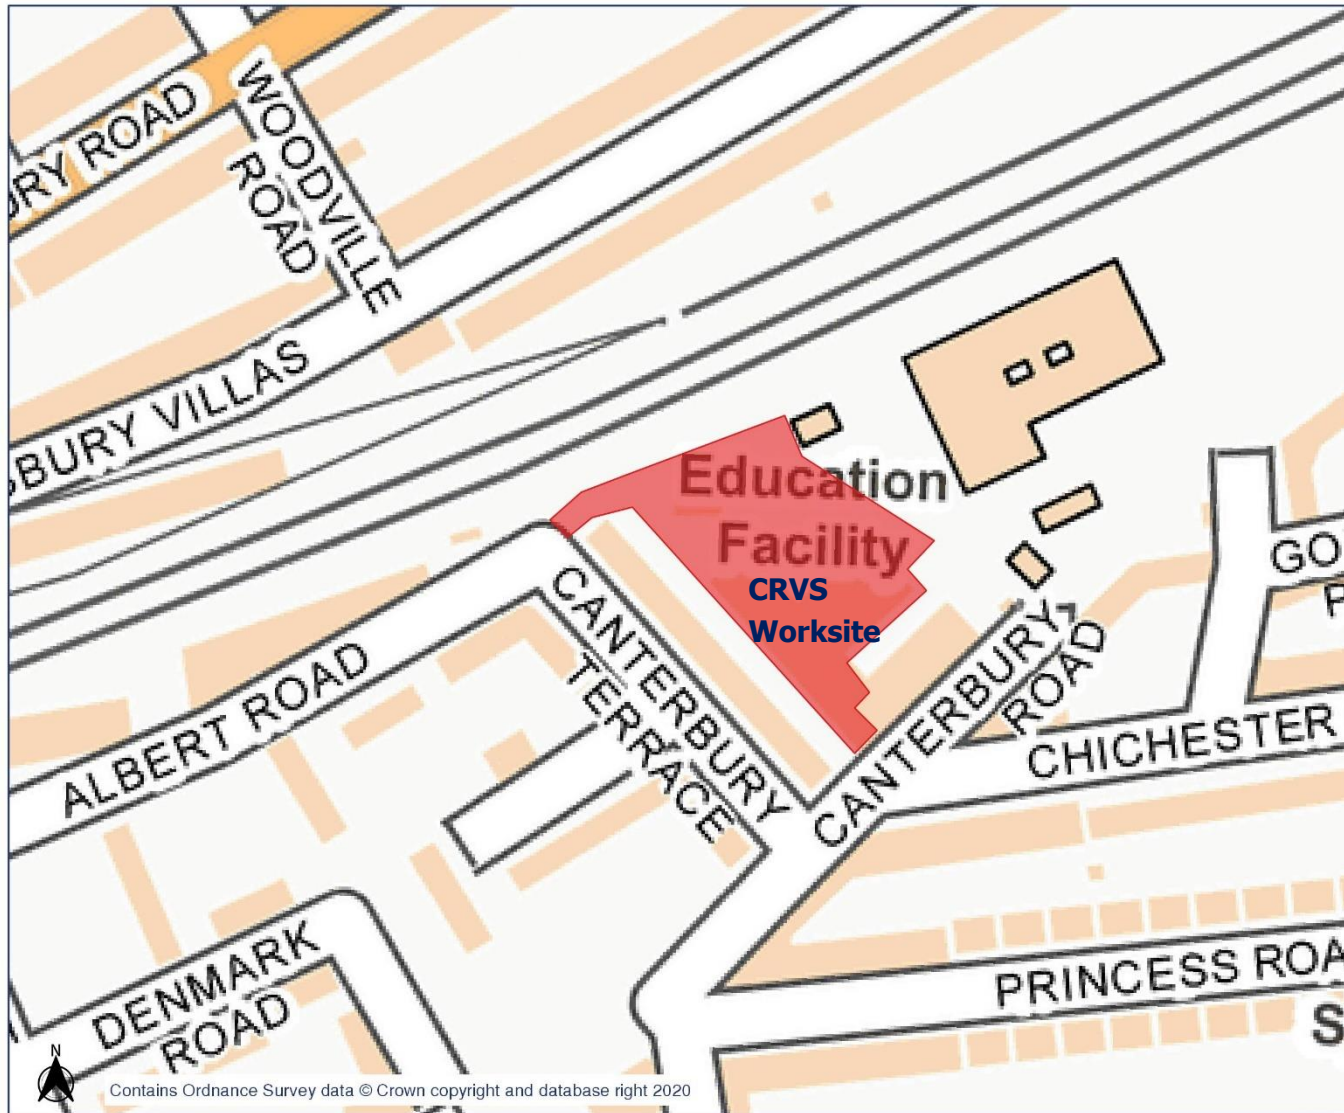 WOODVILLE
ROAD
BURY ROAD
SBURY VILLAS
Education
Facility
CRVS
Worksite
CANTERBURY
TERRACE
CANTERBURY
ROAD
GO
P
ALBERT ROAD
CHICHESTER
DENMARK
ROAD
PRINCESS ROA
S
N
Contains Ordnance Survey data © Crown copyright and database right 2020